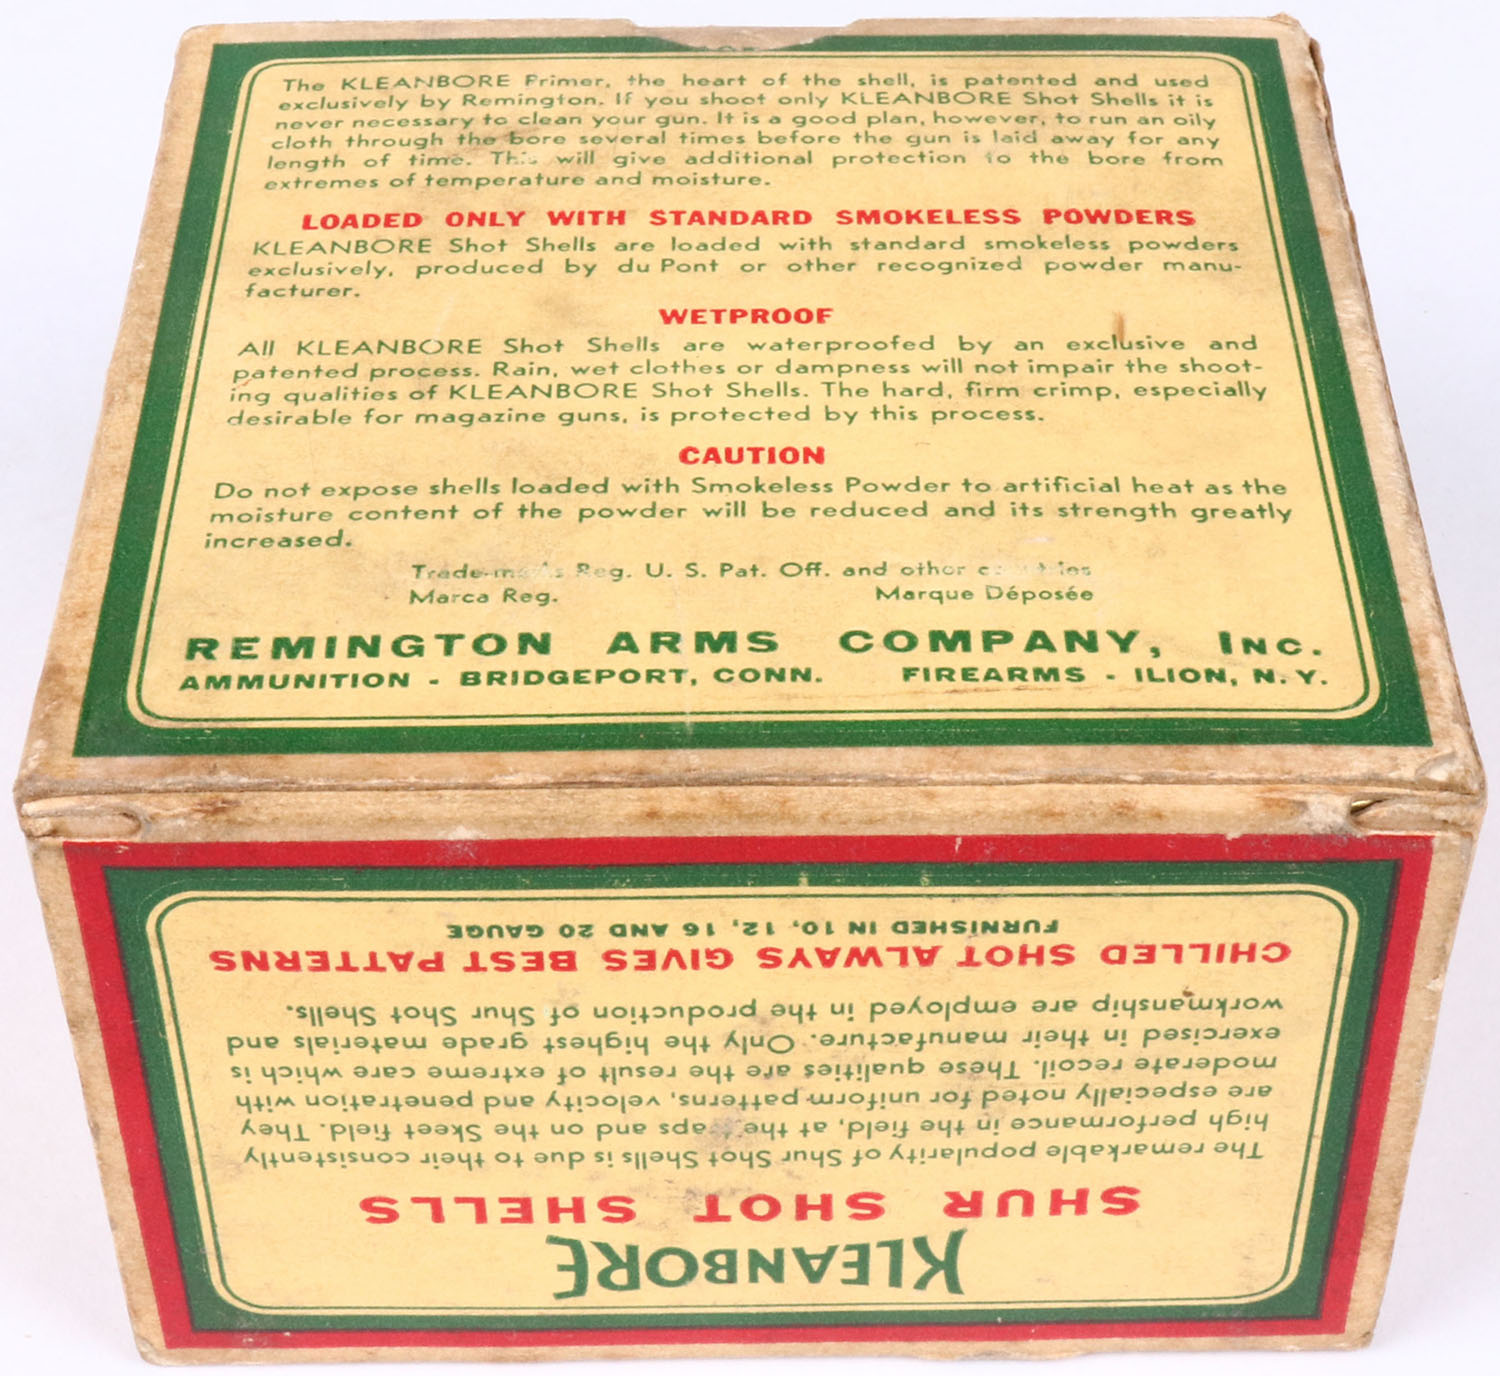 The KLEANBORE Primer, the heart of the shell, is patented and used
exclusively by Remington. If you shoot only KLEANBORE Shot Shells it is
never necessary to clean your gun. It is a good plan, however, to run an oily
cloth through the bore several times before the gun is laid away for any
length of time. This will give additional protection to the bore from
extremes of temperature and moisture.
LOADED ONLY WITH STANDARD SMOKELESS POWDERS
KLEANBORE Shot Shells are loaded with standard smokeless powders
exclusively, produced by du Pont or other recognized powder manu-
facturer.
WETPROOF
All KLEANBORE Shot Shells are waterproofed by an exclusive and
patented process. Rain, wet clothes or dampness will not impair the shoot-
ing qualities of KLEANBORE Shot Shells. The hard, firm crimp, especially
desirable for magazine guns, is protected by this process.
CAUTION
Do not expose shells loaded with Smokeless Powder to artificial heat as the
moisture content of the powder will be reduced and its strength greatly
increased.
Trade-marks Reg. U. S. Pat. Off. and other countries
Marca Reg. Marque Déposée
REMINGTON ARMS COMPANY, INC.
AMMUNITION - BRIDGEPORT, CONN. FIREARMS - ILION, N. Y.
KLEANBORE
SHUR SHOT SHELLS
The remarkable popularity of Shur Shot Shells is due to their consistently
high performance in the field, at the traps and on the Skeet field. They
are especially noted for uniform patterns, velocity and penetration with
moderate recoil. These qualities are the result of extreme care which is
exercised in their manufacture. Only the highest grade materials and
workmanship are employed in the production of Shur Shot Shells.
CHILLED SHOT ALWAYS GIVES BEST PATTERNS
FURNISHED IN 10, 12, 16 AND 20 GAUGE